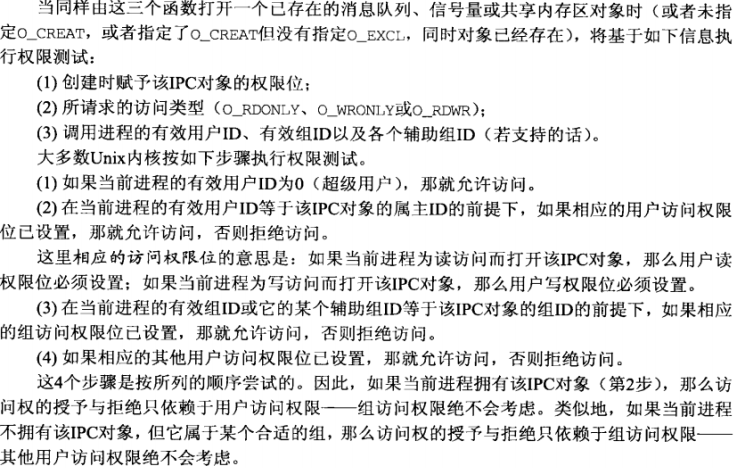 当同样由这三个函数打开一个已存在的消息队列、信号量或共享内存区对象时（或者未指
定O_CREAT，或者指定了O_CREAT但没有指定O_EXCL，同时对象已经存在），将基于如下信息执
行权限测试：
(1) 创建时赋予该IPC对象的权限位；
(2) 所请求的访问类型（O_RDONLY、O_WRONLY或O_RDWR）；
(3) 调用进程的有效用户ID、有效组ID以及各个辅助组ID（若支持的话）。
大多数Unix内核按如下步骤执行权限测试。
(1) 如果当前进程的有效用户ID为0（超级用户），那就允许访问。
(2) 在当前进程的有效用户ID等于该IPC对象的属主ID的前提下，如果相应的用户访问权限
位已设置，那就允许访问，否则拒绝访问。
这里相应的访问权限位的意思是：如果当前进程为读访问而打开该IPC对象，那么用户读
权限位必须设置；如果当前进程为写访问而打开该IPC对象，那么用户写权限位必须设置。
(3) 在当前进程的有效组ID或它的某个辅助组ID等于该IPC对象的组ID的前提下，如果相应
的组访问权限位已设置，那就允许访问，否则拒绝访问。
(4) 如果相应的其他用户访问权限位已设置，那就允许访问，否则拒绝访问。
这4个步骤是按所列的顺序尝试的。因此，如果当前进程拥有该IPC对象（第2步），那么访
问权的授予与拒绝只依赖于用户访问权限——组访问权限绝不会考虑。类似地，如果当前进程
不拥有该IPC对象，但它属于某个合适的组，那么访问权的授予与拒绝只依赖于组访问权限——
其他用户访问权限绝不会考虑。